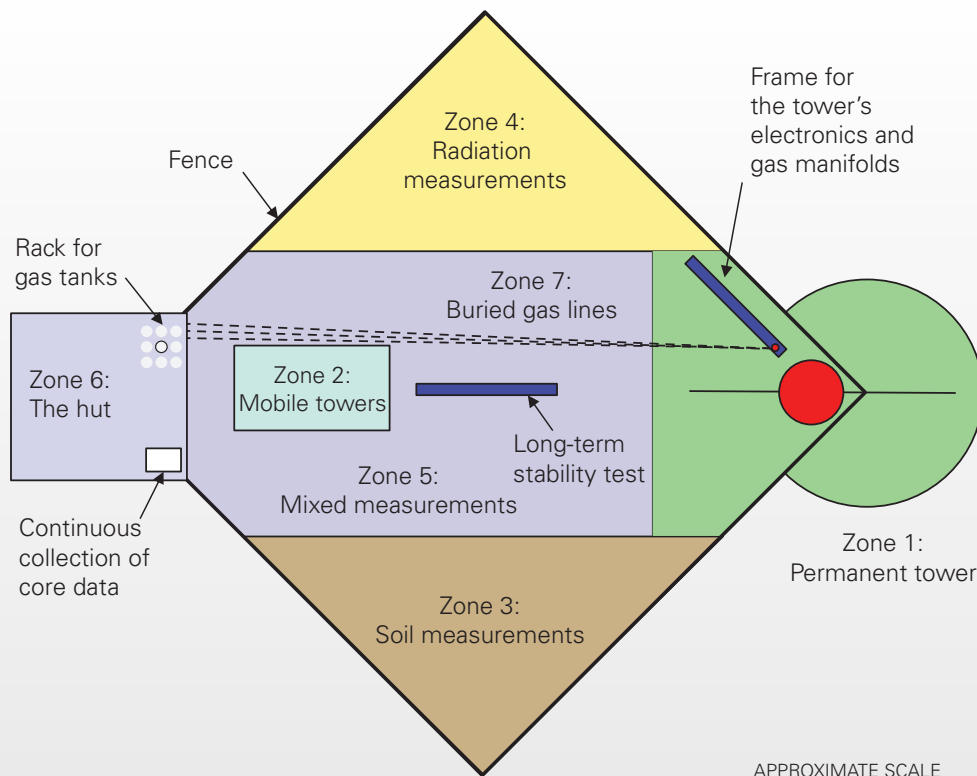 Zone 4:
Radiation
measurements
Frame for
the tower's
electronics and
gas manifolds
Fence
Rack for
gas tanks
Zone 7:
Buried gas lines
Zone 6:
The hut
Zone 2:
Mobile towers
Long-term
stability test
Zone 5:
Mixed measurements
Continuous
collection of
core data
Zone 1:
Permanent tower
Zone 3:
Soil measurements
APPROXIMATE SCALE